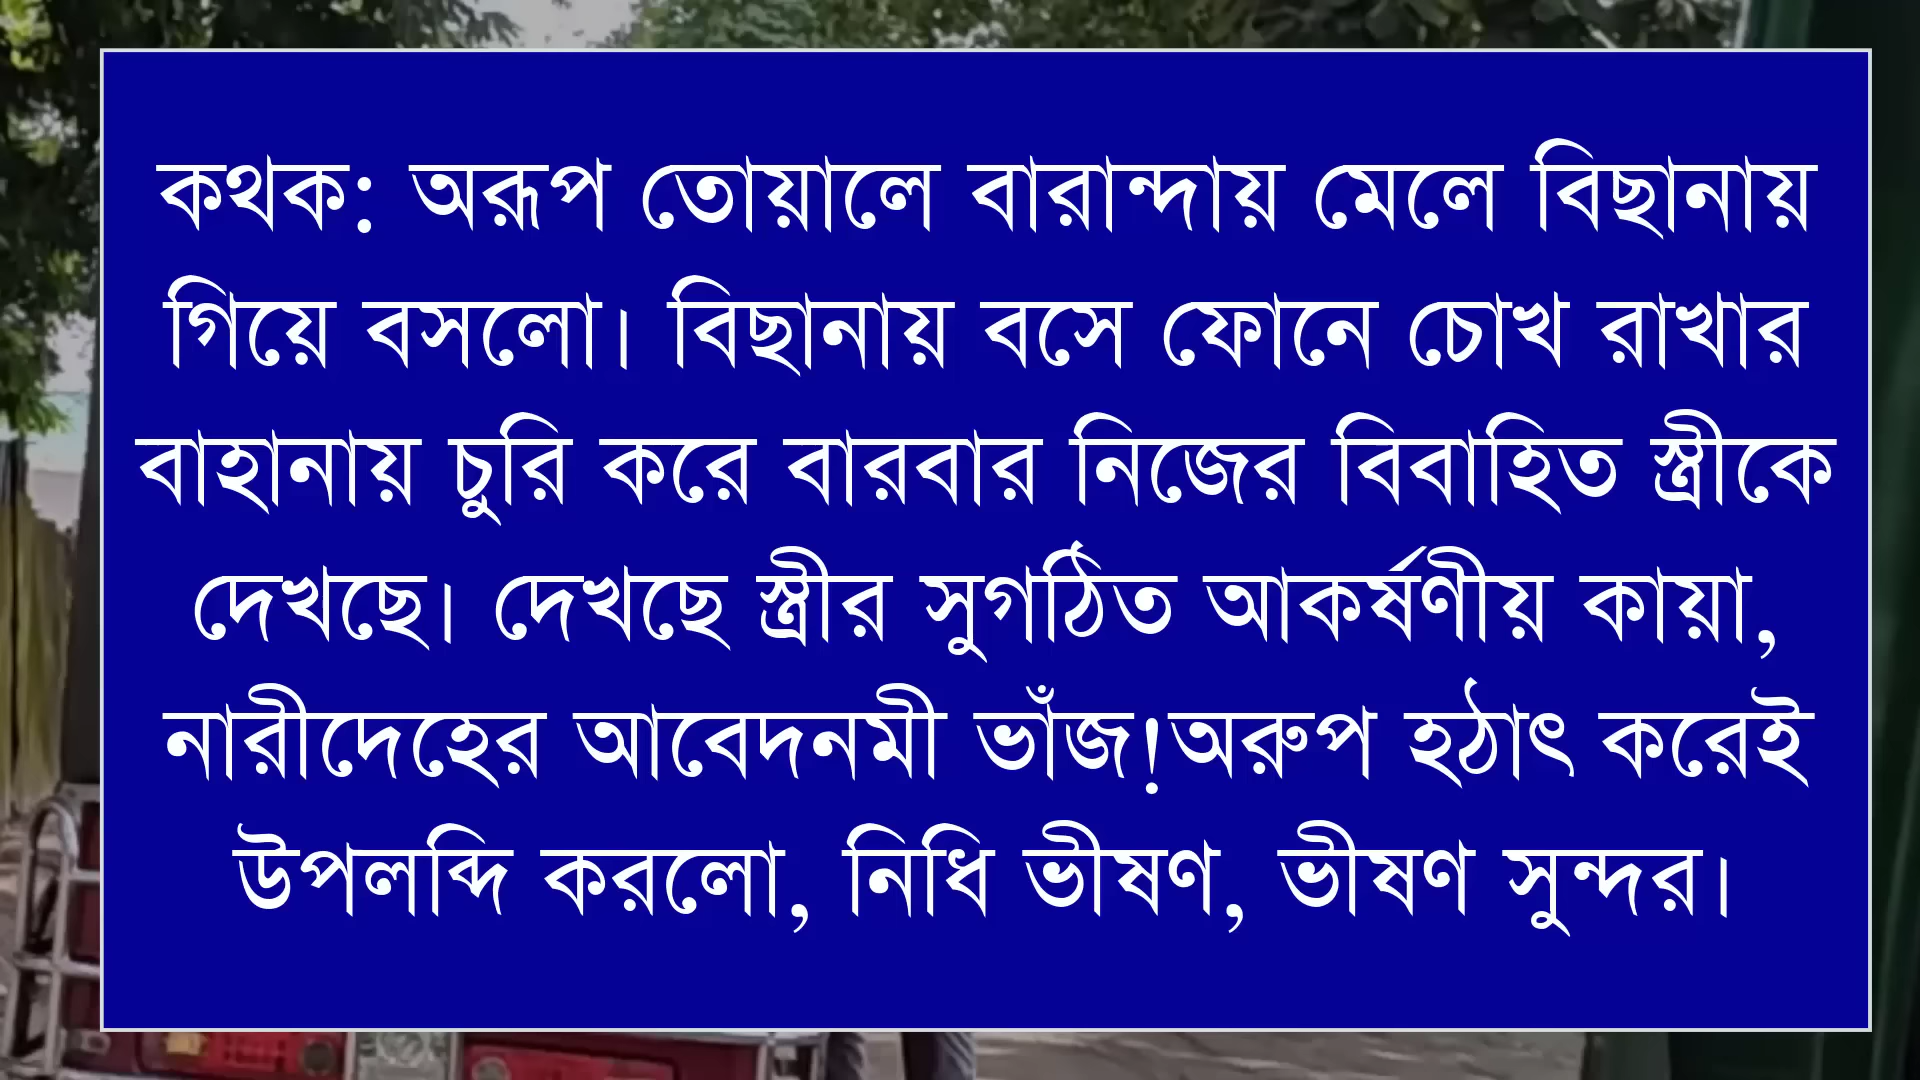 কথক: অরূপ তোয়ালে বারান্দায় মেলে বিছানায়
গিয়ে বসলো। বিছানায় বসে ফোনে চোখ রাখার
বাহানায় চুরি করে বারবার নিজের বিবাহিত স্ত্রীকে
দেখছে। দেখছে স্ত্রীর সুগঠিত আকর্ষণীয় কায়া,
নারীদেহের আবেদনমী ভাঁজ!অরুপ হঠাৎ করেই
উপলব্দি করলো, নিধি ভীষণ, ভীষণ সুন্দর।